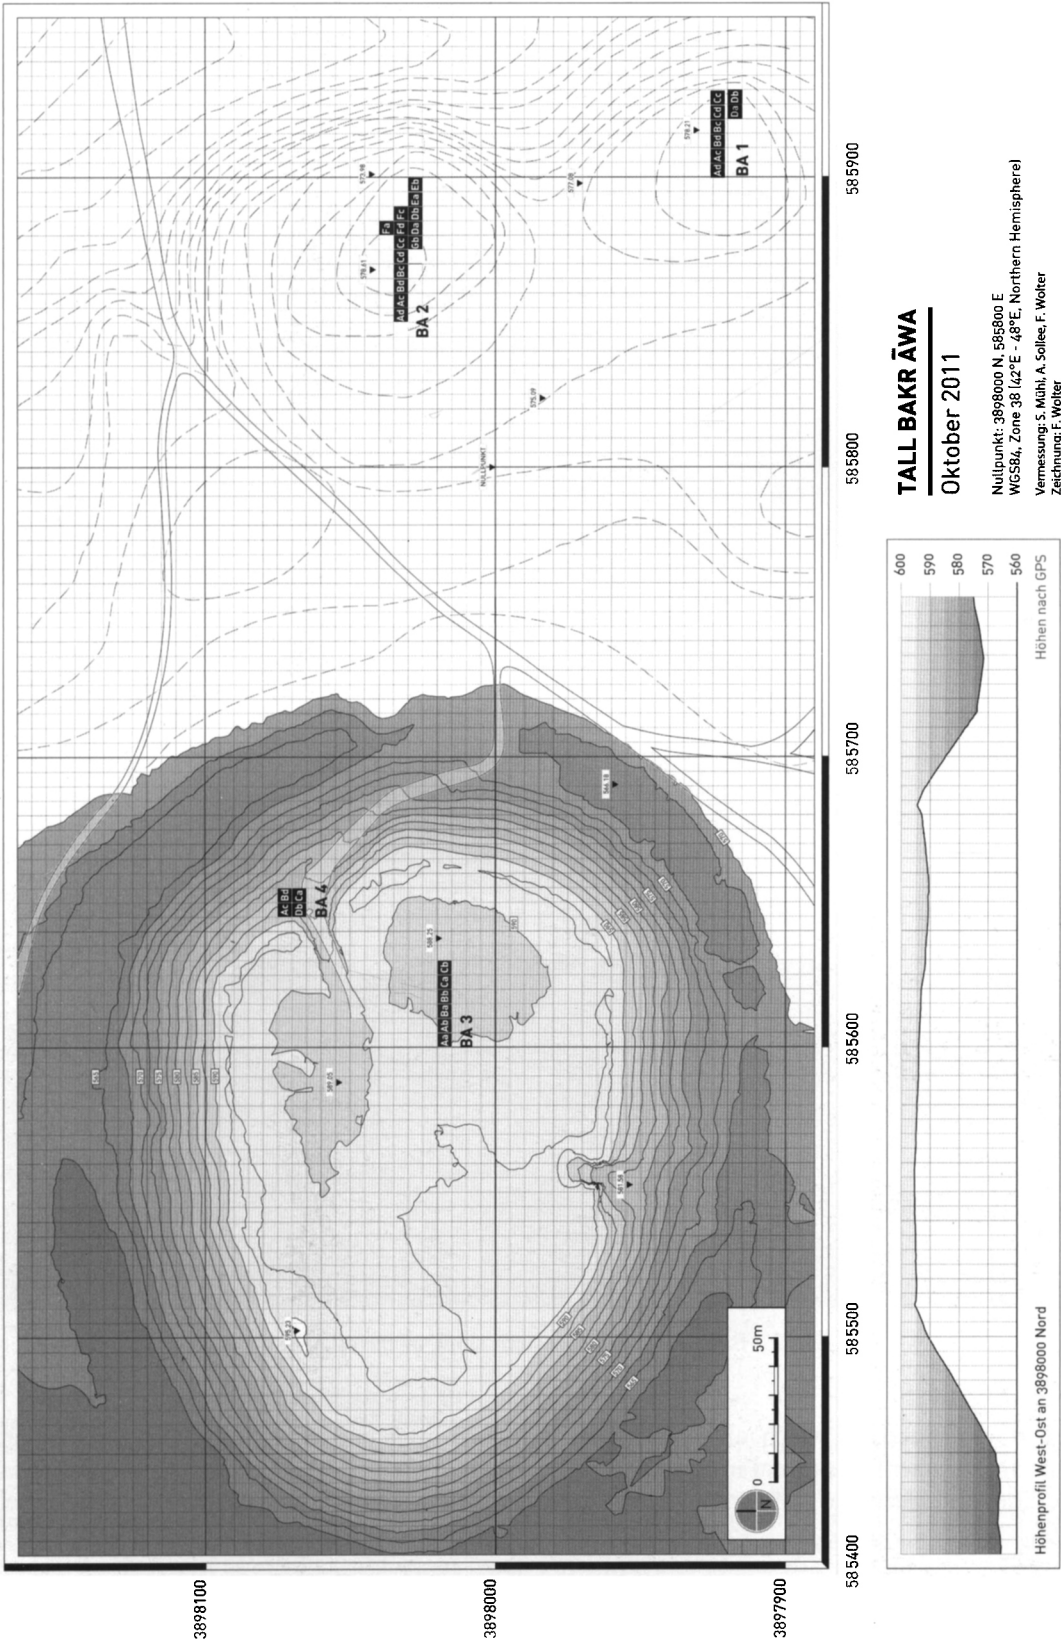 TALL BAKR ĀWA
Oktober 2011
Nullpunkt: 3898000 N, 585800 E
WGS84, Zone 38 (42°E - 48°E, Northern Hemisphere)
Vermessung: S. Mühl, A. Sollee, F. Wolter
Zeichnung: F. Wolter
3898100
3898000
3897900
585400
585500
585600
585700
585800
585900
Ac Bd
Db Ca
BA 4
Aa Ab Ba Bb Ca Cb
BA 3
Fa
Ad Ac Bd Bc Cd Cc Fd Fc
Gb Da Db Ea Eb
BA 2
Ad Ac Bd Bc Cd Cc
Da Db
BA 1
NULLPUNKT
588.25
589.05
N
0
50m
600
590
580
570
560
Höhenprofil West-Ost an 3898000 Nord
Höhen nach GPS